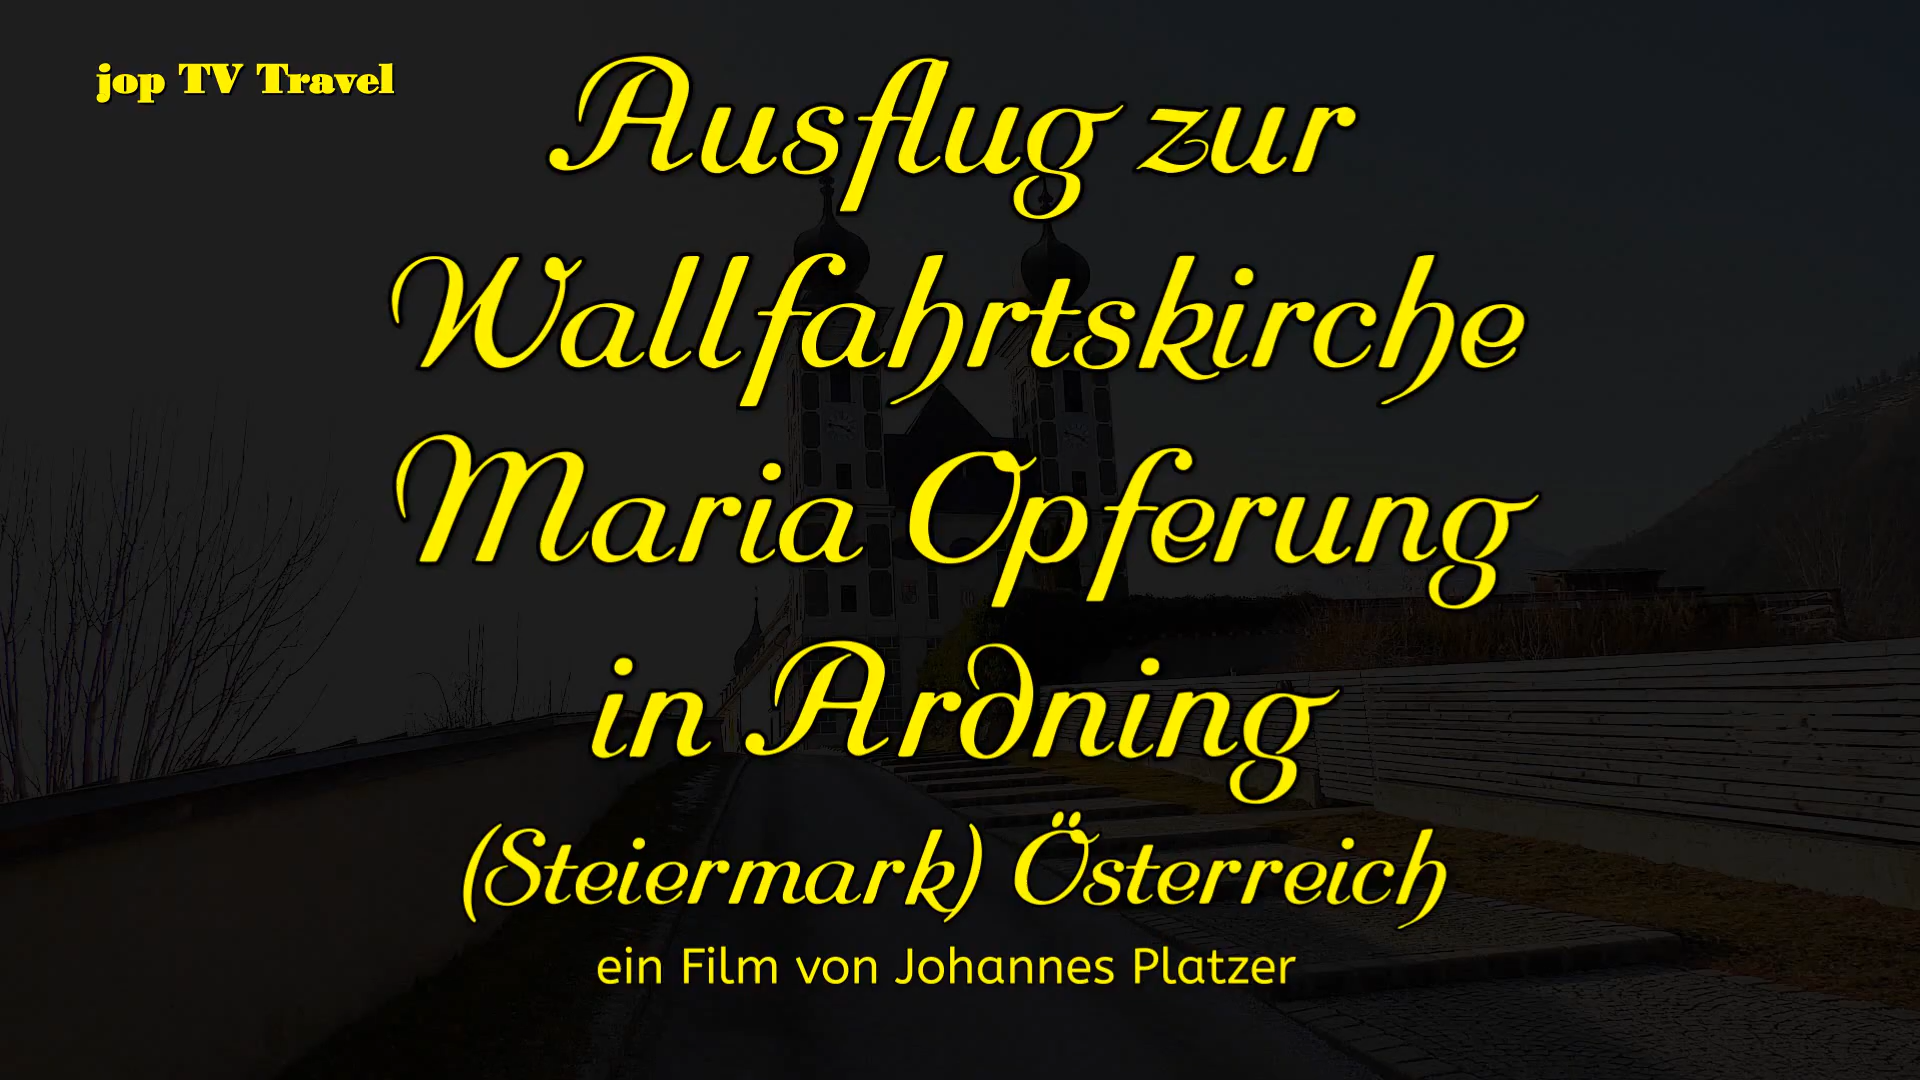 jop TV Travel
Ausflug zur
Wallfahrtskirche
Maria Opferung
in Ardning
(Steiermark) Österreich
ein Film von Johannes Platzer